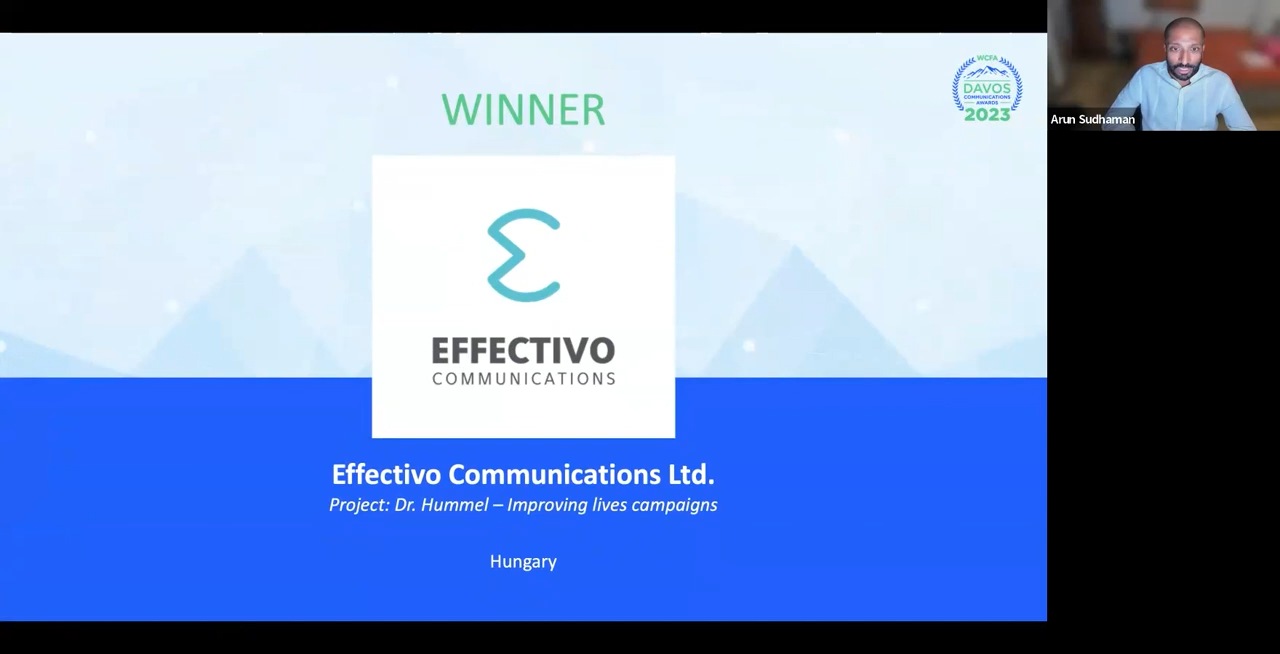 WINNER
WCFA
DAVOS
COMMUNICATIONS
AWARDS
2023
Arun Sudhaman
EFFECTIVO
COMMUNICATIONS
Effectivo Communications Ltd.
Project: Dr. Hummel – Improving lives campaigns
Hungary